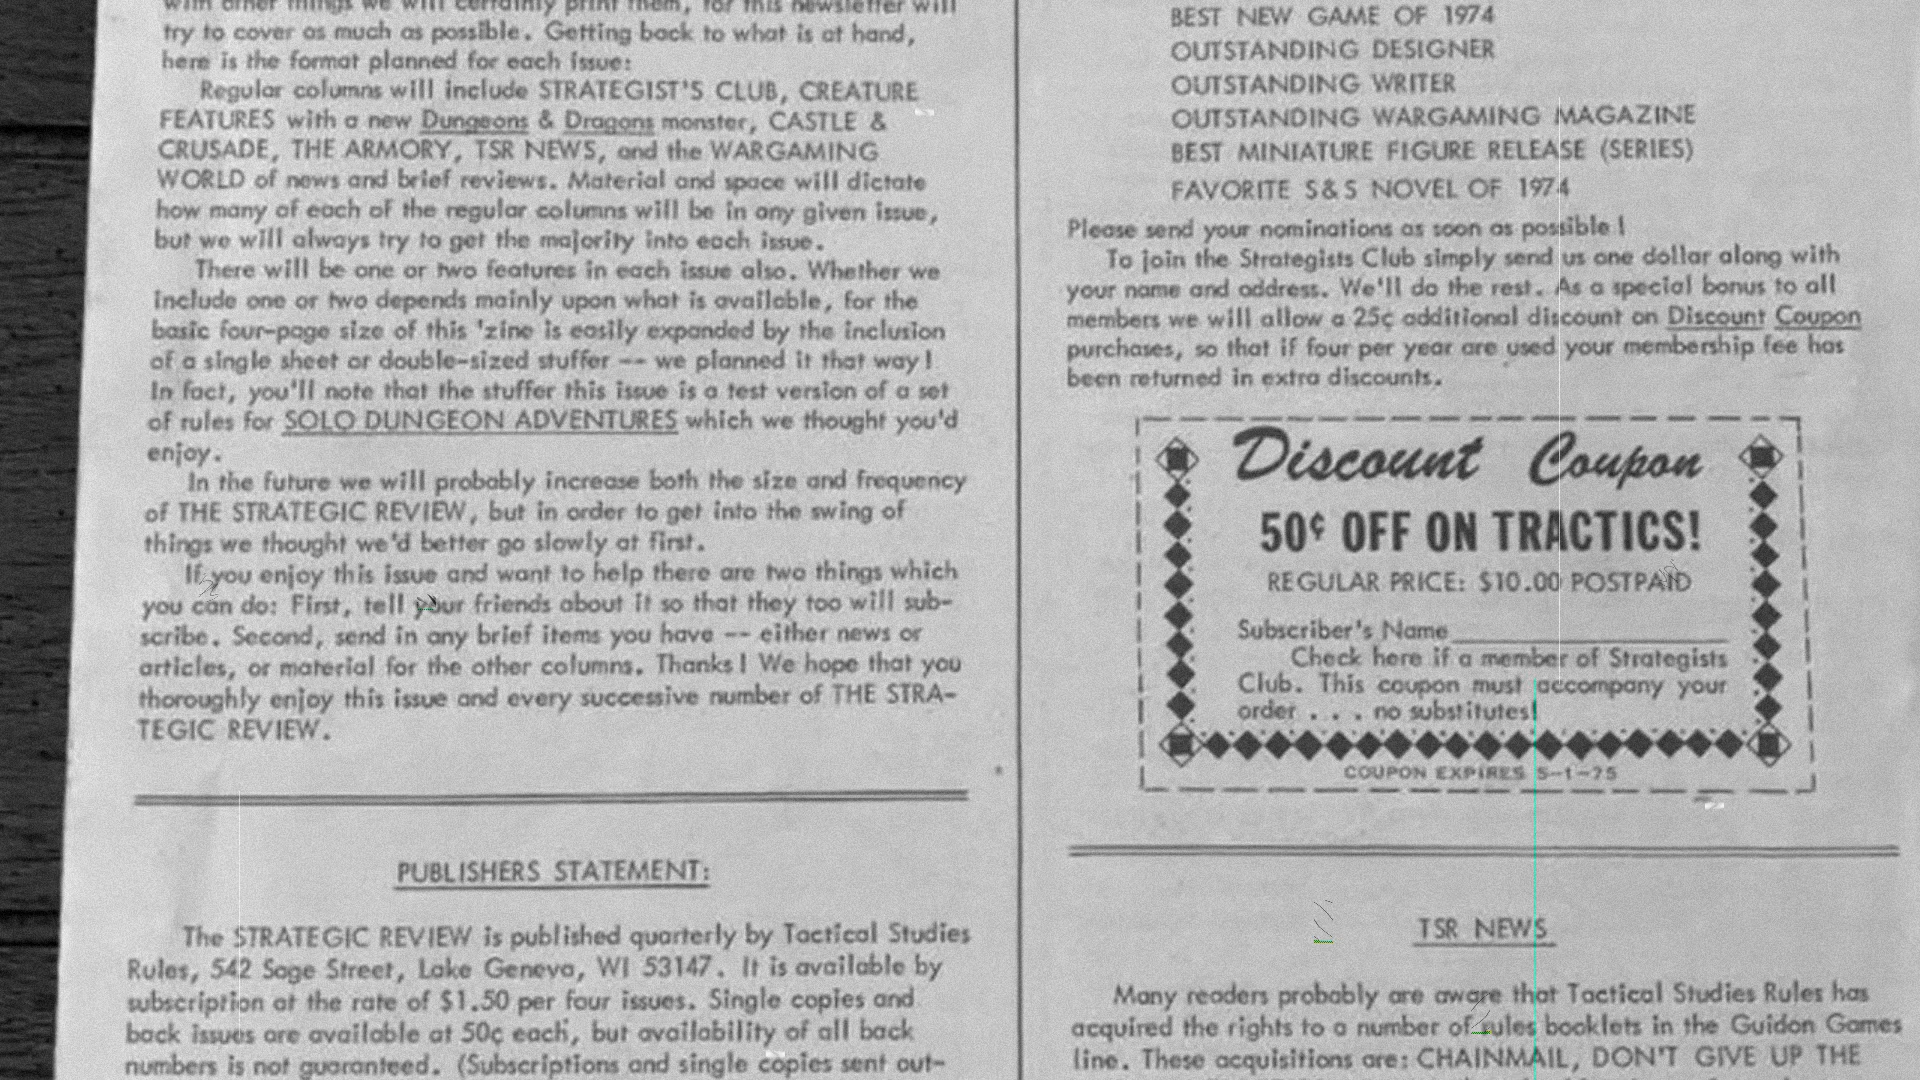 with other things we will certainly print them, for this newsletter will
try to cover as much as possible. Getting back to what is at hand,
here is the format planned for each issue:
Regular columns will include STRATEGIST'S CLUB, CREATURE
FEATURES with a new Dungeons & Dragons monster, CASTLE &
CRUSADE, THE ARMORY, TSR NEWS, and the WARGAMING
WORLD of news and brief reviews. Material and space will dictate
how many of each of the regular columns will be in any given issue,
but we will always try to get the majority into each issue.
There will be one or two features in each issue also. Whether we
include one or two depends mainly upon what is available, for the
basic four-page size of this 'zine is easily expanded by the inclusion
of a single sheet or double-sized stuffer -- we planned it that way!
In fact, you'll note that the stuffer this issue is a test version of a set
of rules for SOLO DUNGEON ADVENTURES which we thought you'd
enjoy.
In the future we will probably increase both the size and frequency
of THE STRATEGIC REVIEW, but in order to get into the swing of
things we thought we'd better go slowly at first.
If you enjoy this issue and want to help there are two things which
you can do: First, tell your friends about it so that they too will sub-
scribe. Second, send in any brief items you have -- either news or
articles, or material for the other columns. Thanks! We hope that you
thoroughly enjoy this issue and every successive number of THE STRA-
TEGIC REVIEW.
PUBLISHERS STATEMENT:
The STRATEGIC REVIEW is published quarterly by Tactical Studies
Rules, 542 Sage Street, Lake Geneva, WI 53147. It is available by
subscription at the rate of $1.50 per four issues. Single copies and
back issues are available at 50¢ each, but availability of all back
numbers is not guaranteed. (Subscriptions and single copies sent out-
BEST NEW GAME OF 1974
OUTSTANDING DESIGNER
OUTSTANDING WRITER
OUTSTANDING WARGAMING MAGAZINE
BEST MINIATURE FIGURE RELEASE (SERIES)
FAVORITE S&S NOVEL OF 1974
Please send your nominations as soon as possible!
To join the Strategists Club simply send us one dollar along with
your name and address. We'll do the rest. As a special bonus to all
members we will allow a 25¢ additional discount on Discount Coupon
purchases, so that if four per year are used your membership fee has
been returned in extra discounts.
Discount Coupon
50¢ OFF ON TRACTICS!
REGULAR PRICE: $10.00 POSTPAID
Subscriber's Name
Check here if a member of Strategists
Club. This coupon must accompany your
order . . . no substitutes!
COUPON EXPIRES 5-1-75
TSR NEWS
Many readers probably are aware that Tactical Studies Rules has
acquired the rights to a number of rules booklets in the Guidon Games
line. These acquisitions are: CHAINMAIL, DON'T GIVE UP THE